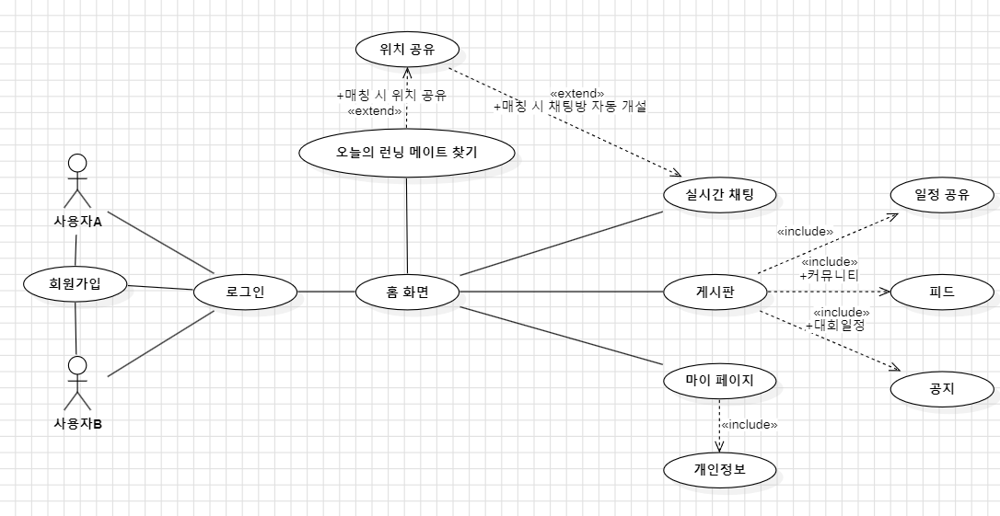 위치 공유
+매칭 시 위치 공유
«extend»
«extend»
+매칭 시 채팅방 자동 개설
오늘의 런닝 메이트 찾기
사용자A
실시간 채팅
일정 공유
«include»
회원가입
로그인
홈 화면
게시판
«include»
+커뮤니티
피드
«include»
+대회일정
마이 페이지
공지
사용자B
«include»
개인정보